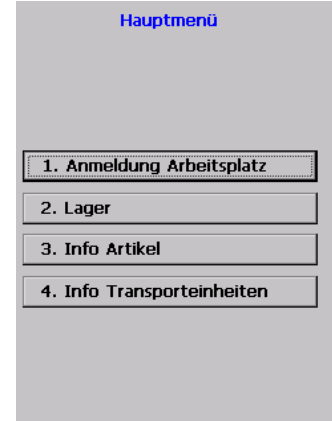 Hauptmenü
1. Anmeldung Arbeitsplatz
2. Lager
3. Info Artikel
4. Info Transporteinheiten